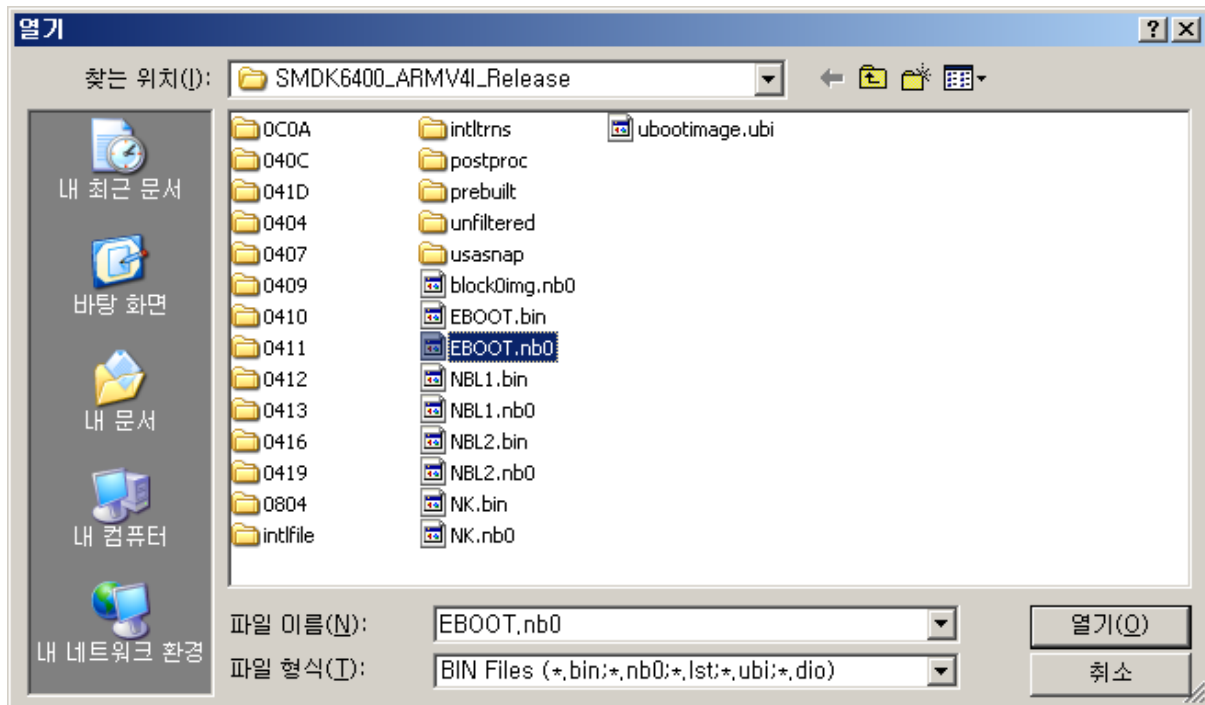 열기
찾는 위치(I):
SMDK6400_ARMV4I_Release
내 최근 문서
바탕 화면
내 문서
내 컴퓨터
내 네트워크 환경
0C0A
040C
041D
0404
0407
0409
0410
0411
0412
0413
0416
0419
0804
intlfile
intltrns
postproc
prebuilt
unfiltered
usasnap
block0img.nb0
EBOOT.bin
EBOOT.nb0
NBL1.bin
NBL1.nb0
NBL2.bin
NBL2.nb0
NK.bin
NK.nb0
ubootimage.ubi
파일 이름(N):
EBOOT.nb0
열기(O)
파일 형식(T):
BIN Files (*.bin;*.nb0;*.lst;*.ubi;*.dio)
취소